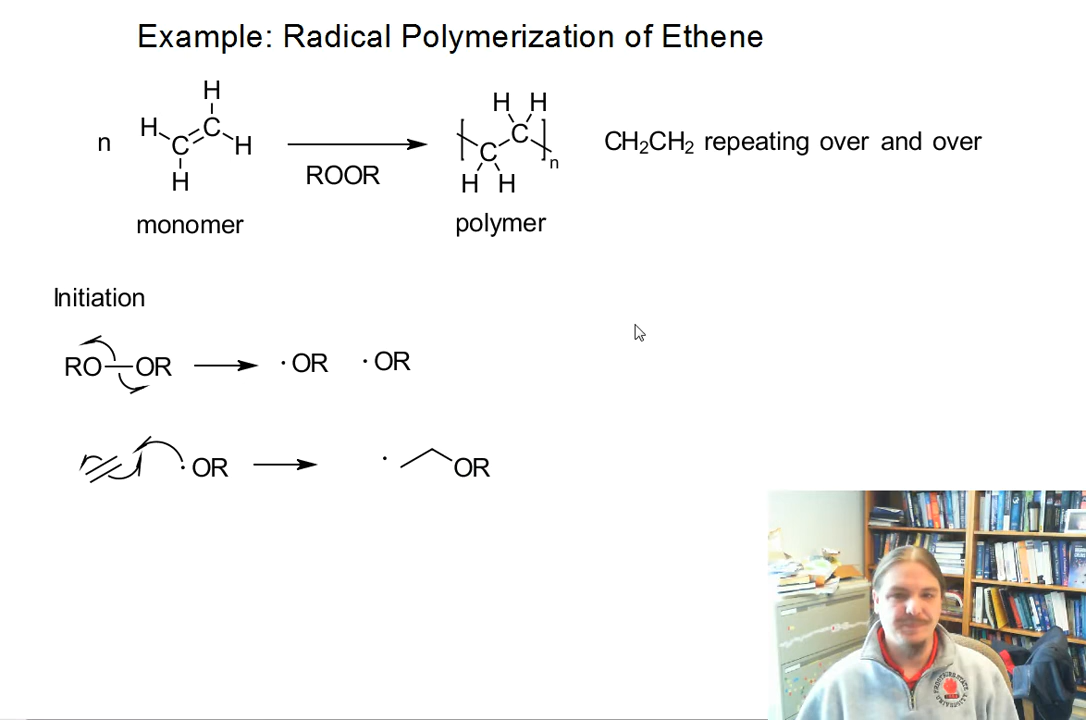 Example: Radical Polymerization of Ethene
n
H
H C C H
H
ROOR
H H
C C n
H H
CH₂CH₂ repeating over and over
monomer
polymer
Initiation
RO—OR · OR · OR
· OR · OR